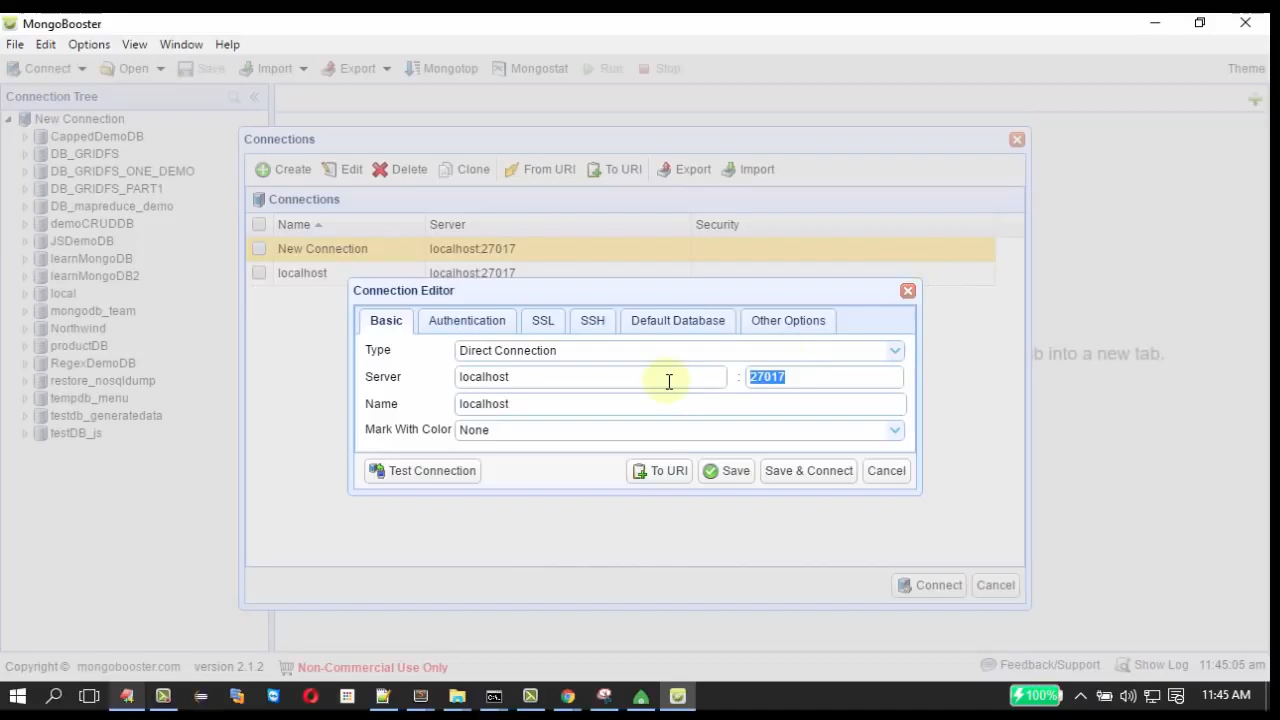 MongoBooster
File Edit Options View Window Help
Connect Open Save Import Export Mongotop Mongostat Run Stop Theme
Connection Tree
New Connection
CappedDemoDB
DB_GRIDFS
DB_GRIDFS_ONE_DEMO
DB_GRIDFS_PART1
DB_mapreduce_demo
demoCRUDDB
JSDemoDB
learnMongoDB
learnMongoDB2
local
mongodb_team
Northwind
productDB
RegexDemoDB
restore_nosqldump
tempdb_menu
testdb_generatedata
testDB_js
Connections
Create Edit Delete Clone From URI To URI Export Import
Connections
Name Server Security
New Connection localhost:27017
localhost localhost:27017
Connection Editor
Basic Authentication SSL SSH Default Database Other Options
Type Direct Connection
Server localhost : 27017
Name localhost
Mark With Color None
Test Connection To URI Save Save & Connect Cancel
into a new tab.
Connect Cancel
Copyright © mongobooster.com version 2.1.2 Non-Commercial Use Only Feedback/Support Show Log 11:45:05 am
100% 11:45 AM